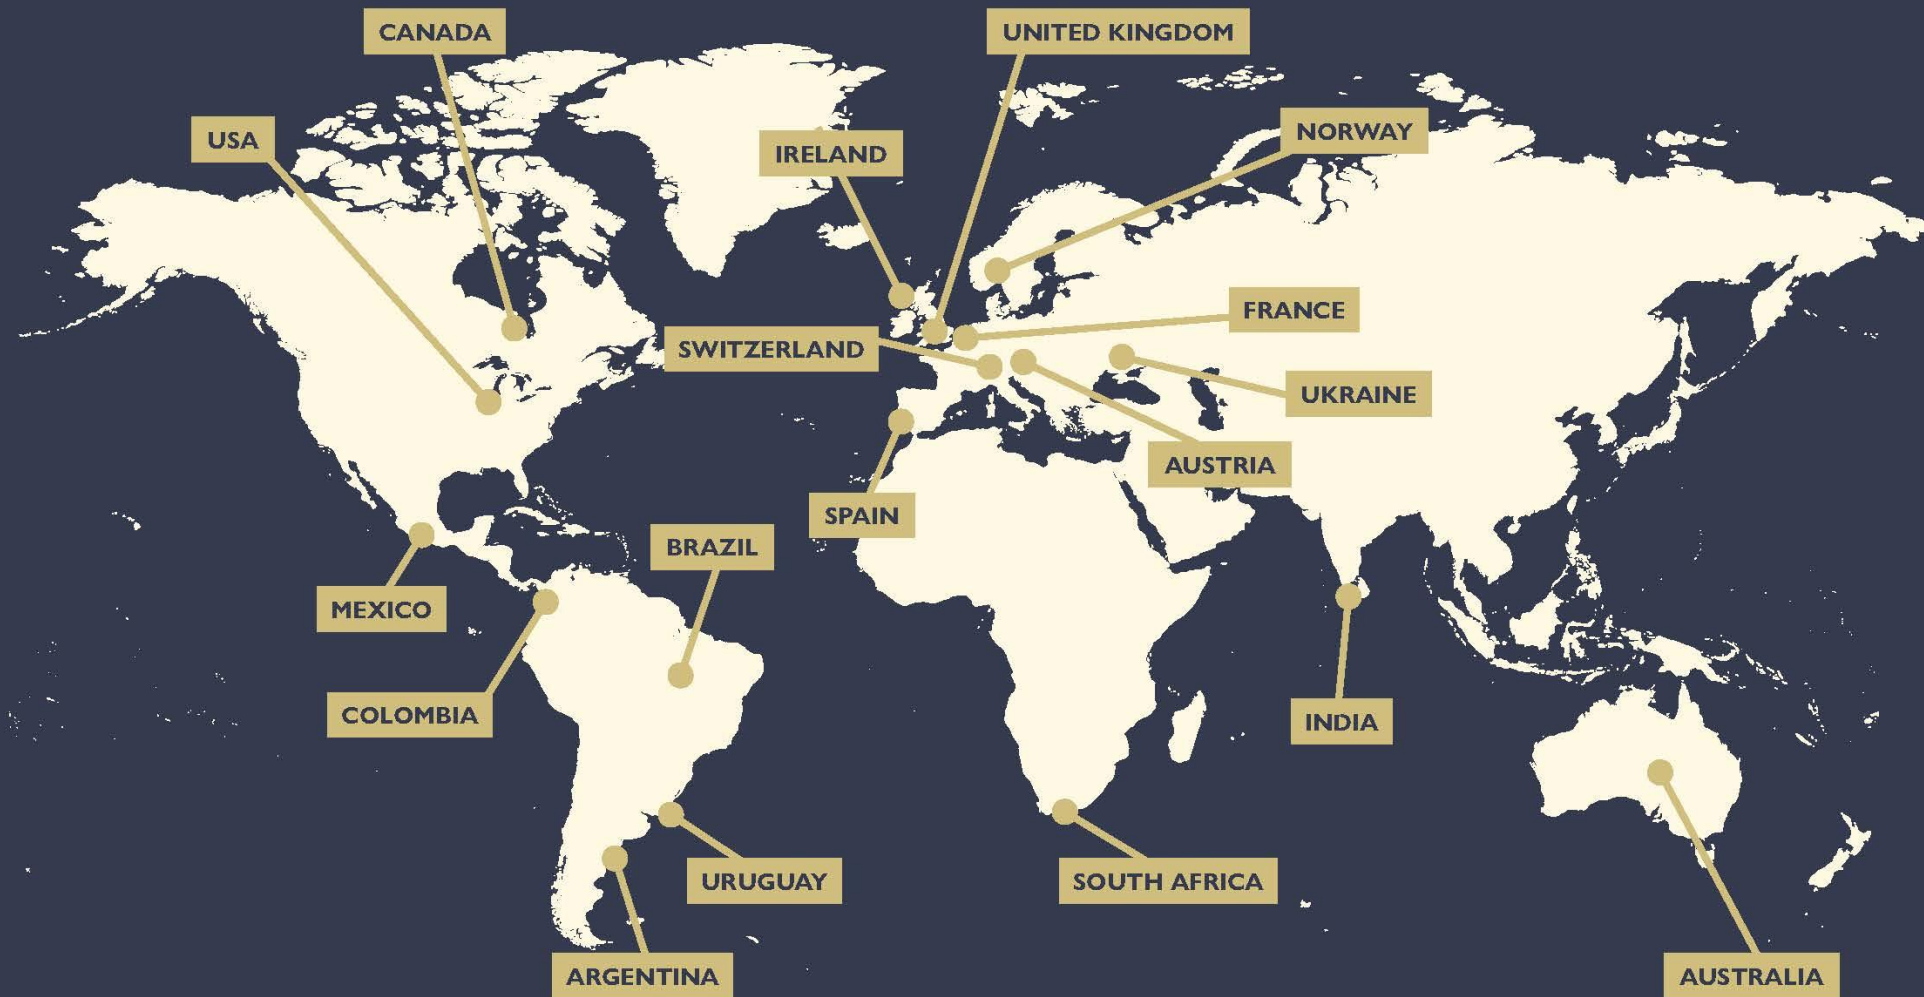 CANADA
UNITED KINGDOM
USA
IRELAND
NORWAY
FRANCE
SWITZERLAND
UKRAINE
AUSTRIA
SPAIN
BRAZIL
MEXICO
COLOMBIA
INDIA
URUGUAY
SOUTH AFRICA
ARGENTINA
AUSTRALIA